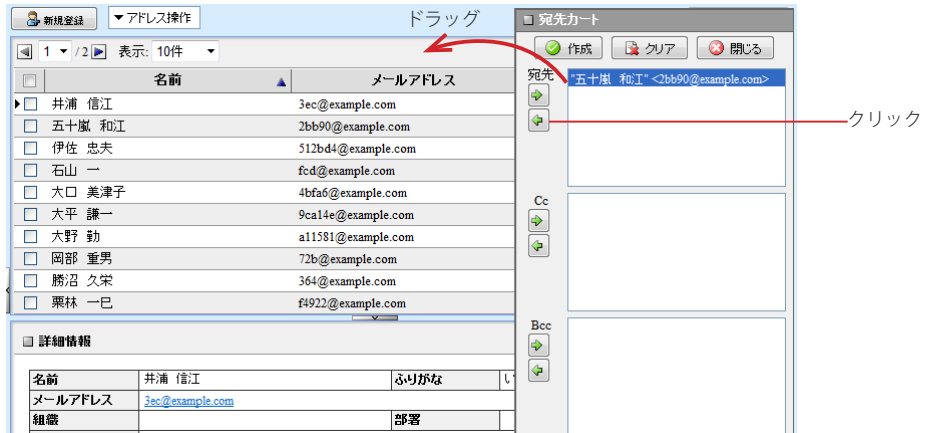 新規登録 ▼アドレス操作 ドラッグ
宛先カート
1 / 2 表示: 10件
作成 クリア 閉じる
名前 メールアドレス
宛先 "五十嵐 和江" <2bb90@example.com>
井浦 信江 3ec@example.com
クリック
五十嵐 和江 2bb90@example.com
伊佐 忠夫 512bd4@example.com
石山 一 fcd@example.com
大口 美津子 4bfa6@example.com
Cc
大平 謙一 9ca14e@example.com
大野 勤 a11581@example.com
岡部 重男 72b@example.com
勝沼 久栄 364@example.com
栗林 一巳 f4922@example.com
Bcc
詳細情報
名前 井浦 信江 ふりがな い
メールアドレス 3ec@example.com
組織 部署